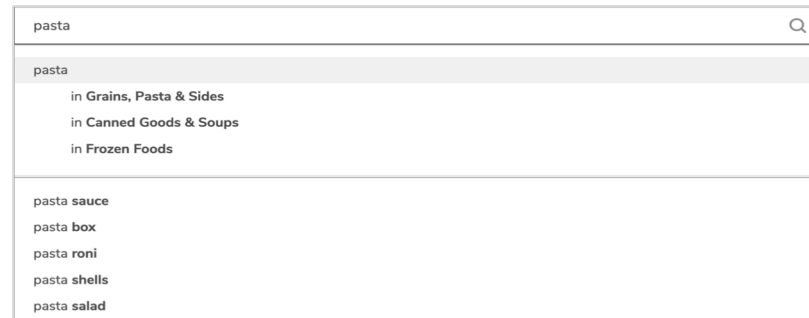 pasta
pasta
in Grains, Pasta & Sides
in Canned Goods & Soups
in Frozen Foods
pasta sauce
pasta box
pasta roni
pasta shells
pasta salad